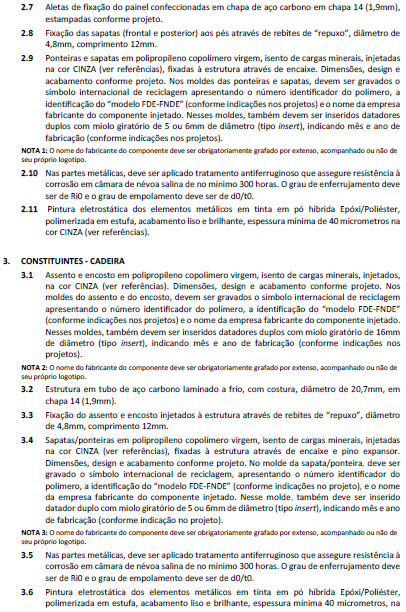 2.7 Aletas de fixação do painel confeccionadas em chapa de aço carbono em chapa 14 (1,9mm),
estampadas conforme projeto.
2.8 Fixação das sapatas (frontal e posterior) aos pés através de rebites de “repuxo”, diâmetro de
4,8mm, comprimento 12mm.
2.9 Ponteiras e sapatas em polipropileno copolímero virgem, isento de cargas minerais, injetadas
na cor CINZA (ver referências), fixadas à estrutura através de encaixe. Dimensões, design e
acabamento conforme projeto. Nos moldes das ponteiras e sapatas, devem ser gravados o
símbolo internacional de reciclagem apresentando o número identificador do polímero, a
identificação do “modelo FDE-FNDE” (conforme indicações nos projetos) e o nome da empresa
fabricante do componente injetado. Nesses moldes, também devem ser inseridos datadores
duplos com miolo giratório de 5 ou 6mm de diâmetro (tipo insert), indicando mês e ano de
fabricação (conforme indicações nos projetos).
NOTA 1: O nome do fabricante do componente deve ser obrigatoriamente grafado por extenso, acompanhado ou não de
seu próprio logotipo.
2.10 Nas partes metálicas, deve ser aplicado tratamento antiferruginoso que assegure resistência à
corrosão em câmara de névoa salina de no mínimo 300 horas. O grau de enferrujamento deve
ser de Ri0 e o grau de empolamento deve ser de d0/t0.
2.11 Pintura eletrostática dos elementos metálicos em tinta em pó híbrida Epóxi/Poliéster,
polimerizada em estufa, acabamento liso e brilhante, espessura mínima de 40 micrometros na
cor CINZA (ver referências).
3. CONSTITUINTES - CADEIRA
3.1 Assento e encosto em polipropileno copolímero virgem, isento de cargas minerais, injetados,
na cor CINZA (ver referências). Dimensões, design e acabamento conforme projeto. Nos
moldes do assento e do encosto, devem ser gravados o símbolo internacional de reciclagem
apresentando o número identificador do polímero, a identificação do “modelo FDE-FNDE”
(conforme indicações nos projetos) e o nome da empresa fabricante do componente injetado.
Nesses moldes, também devem ser inseridos datadores duplos com miolo giratório de 16mm
de diâmetro (tipo insert), indicando mês e ano de fabricação (conforme indicações nos
projetos).
NOTA 2: O nome do fabricante do componente deve ser obrigatoriamente grafado por extenso, acompanhado ou não de
seu próprio logotipo.
3.2 Estrutura em tubo de aço carbono laminado a frio, com costura, diâmetro de 20,7mm, em
chapa 14 (1,9mm).
3.3 Fixação do assento e encosto injetados à estrutura através de rebites de “repuxo”, diâmetro
de 4,8mm, comprimento 12mm.
3.4 Sapatas/ponteiras em polipropileno copolímero virgem, isento de cargas minerais, injetadas
na cor CINZA (ver referências), fixadas à estrutura através de encaixe e pino expansor.
Dimensões, design e acabamento conforme projeto. No molde da sapata/ponteira, deve ser
gravado o símbolo internacional de reciclagem, apresentando o número identificador do
polímero, a identificação do “modelo FDE-FNDE” (conforme indicações no projeto), e o nome
da empresa fabricante do componente injetado. Nesse molde, também deve ser inserido
datador duplo com miolo giratório de 5 ou 6mm de diâmetro (tipo insert), indicando mês e ano
de fabricação (conforme indicação no projeto).
NOTA 3: O nome do fabricante do componente deve ser obrigatoriamente grafado por extenso, acompanhado ou não de
seu próprio logotipo.
3.5 Nas partes metálicas, deve ser aplicado tratamento antiferruginoso que assegure resistência à
corrosão em câmara de névoa salina de no mínimo 300 horas. O grau de enferrujamento deve
ser de Ri0 e o grau de empolamento deve ser de d0/t0.
3.6 Pintura eletrostática dos elementos metálicos em tinta em pó híbrida Epóxi/Poliéster,
polimerizada em estufa, acabamento liso e brilhante, espessura mínima 40 micrometros, na